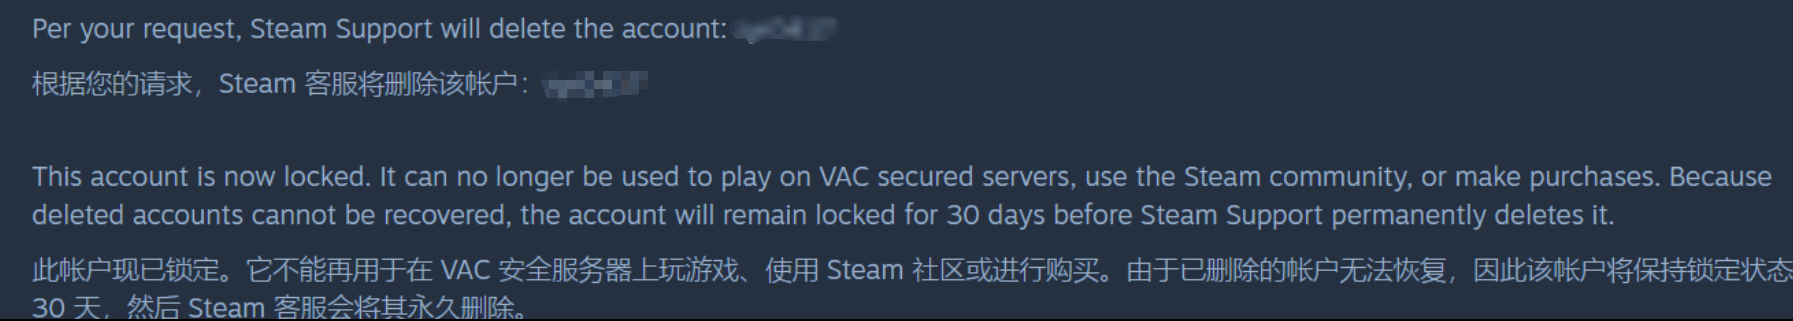 Per your request, Steam Support will delete the account:
根据您的请求，Steam 客服将删除该帐户：
This account is now locked. It can no longer be used to play on VAC secured servers, use the Steam community, or make purchases. Because
deleted accounts cannot be recovered, the account will remain locked for 30 days before Steam Support permanently deletes it.
此帐户现已锁定。它不能再用于在 VAC 安全服务器上玩游戏、使用 Steam 社区或进行购买。由于已删除的帐户无法恢复，因此该帐户将保持锁定状态
30 天，然后 Steam 客服会将其永久删除。